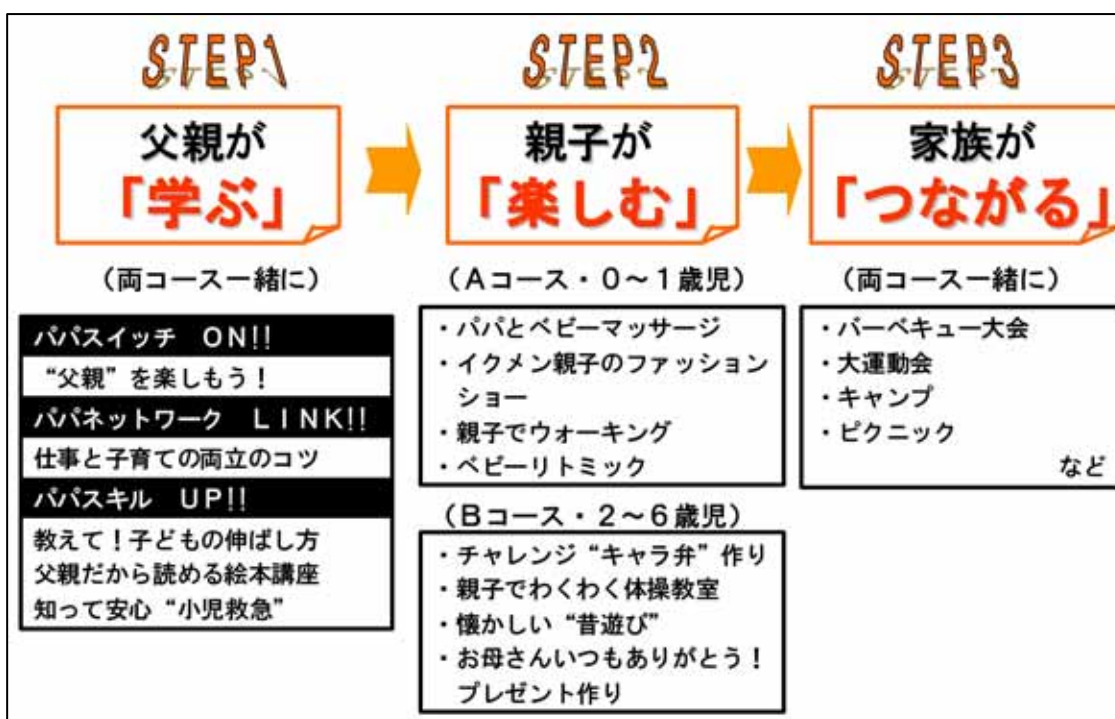 STEP1
父親が
「学ぶ」
(両コース一緒に)
パパスイッチ ON!!
“父親”を楽しもう!
パパネットワーク LINK!!
仕事と子育ての両立のコツ
パパスキル UP!!
教えて!子どもの伸ばし方
父親だから読める絵本講座
知って安心“小児救急”
STEP2
親子が
「楽しむ」
(Aコース・0~1歳児)
・パパとベビーマッサージ
・イクメン親子のファッション
ショー
・親子でウォーキング
・ベビーリトミック
(Bコース・2~6歳児)
・チャレンジ“キャラ弁”作り
・親子でわくわく体操教室
・懐かしい“昔遊び”
・お母さんいつもありがとう!
プレゼント作り
STEP3
家族が
「つながる」
(両コース一緒に)
・バーベキュー大会
・大運動会
・キャンプ
・ピクニック
など